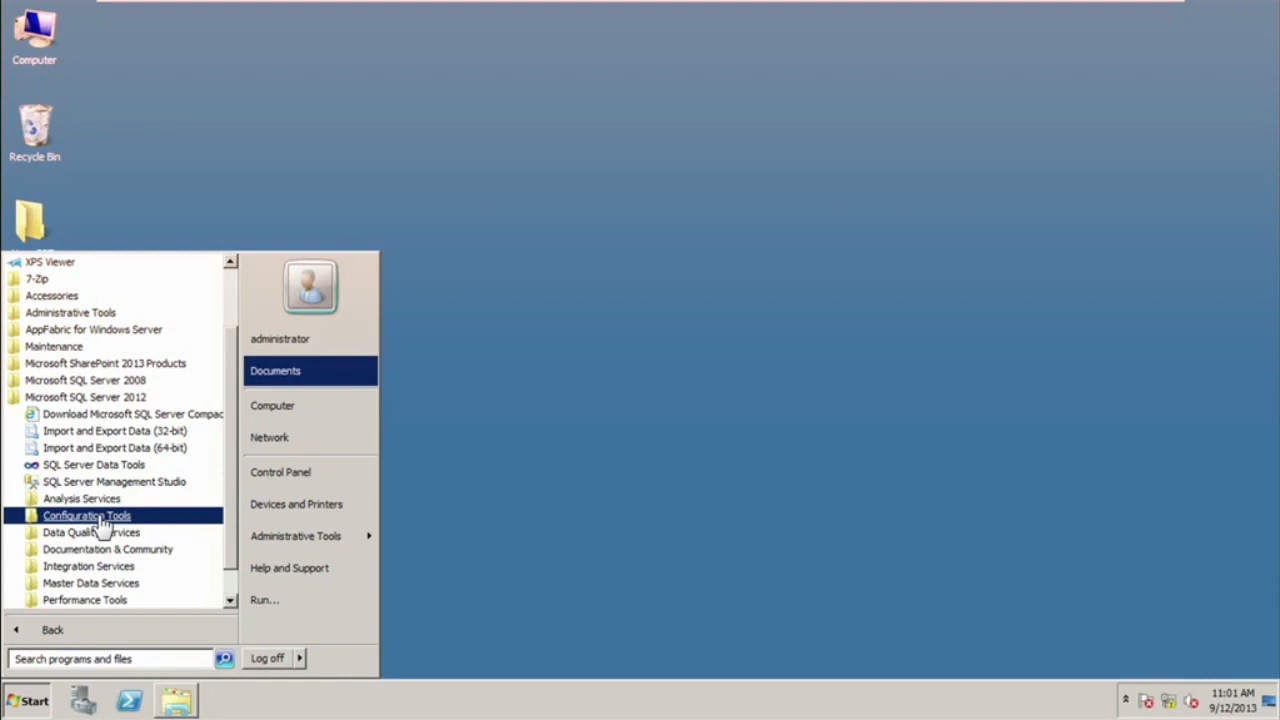 Computer
Recycle Bin
XPS Viewer
7-Zip
Accessories
Administrative Tools
AppFabric for Windows Server
Maintenance
Microsoft SharePoint 2013 Products
Microsoft SQL Server 2008
Microsoft SQL Server 2012
Download Microsoft SQL Server Compac
Import and Export Data (32-bit)
Import and Export Data (64-bit)
SQL Server Data Tools
SQL Server Management Studio
Analysis Services
Configuration Tools
Data Quality Services
Documentation & Community
Integration Services
Master Data Services
Performance Tools
Back
Search programs and files
administrator
Documents
Computer
Network
Control Panel
Devices and Printers
Administrative Tools
Help and Support
Run...
Log off
Start
11:01 AM
9/12/2013